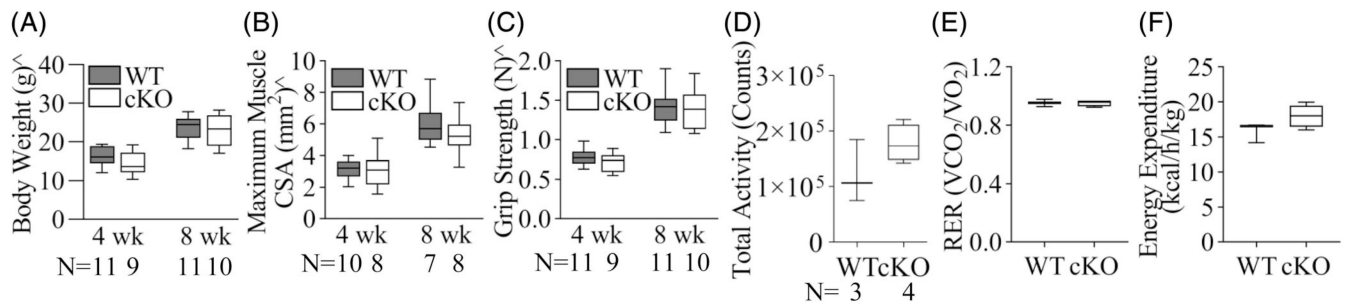 (A)
Body Weight (g)^
40
30
20
10
0
WT
cKO
4 wk 8 wk
N=11 9 11 10
(B)
Maximum Muscle
CSA (mm²)^
10
8
6
4
2
0
WT
cKO
4 wk 8 wk
N=10 8 7 8
(C)
Grip Strength (N)^
2.0
1.5
1.0
0.5
0.0
WT
cKO
4 wk 8 wk
N=11 9 11 10
(D)
Total Activity (Counts)
3×10⁵
2×10⁵
1×10⁵
0
WTcKO
N= 3 4
(E)
RER (VCO₂/VO₂)
1.2
0.9
0.6
0.3
0.0
WT cKO
(F)
Energy Expenditure
(kcal/h/kg)
25
20
15
10
5
0
WT cKO